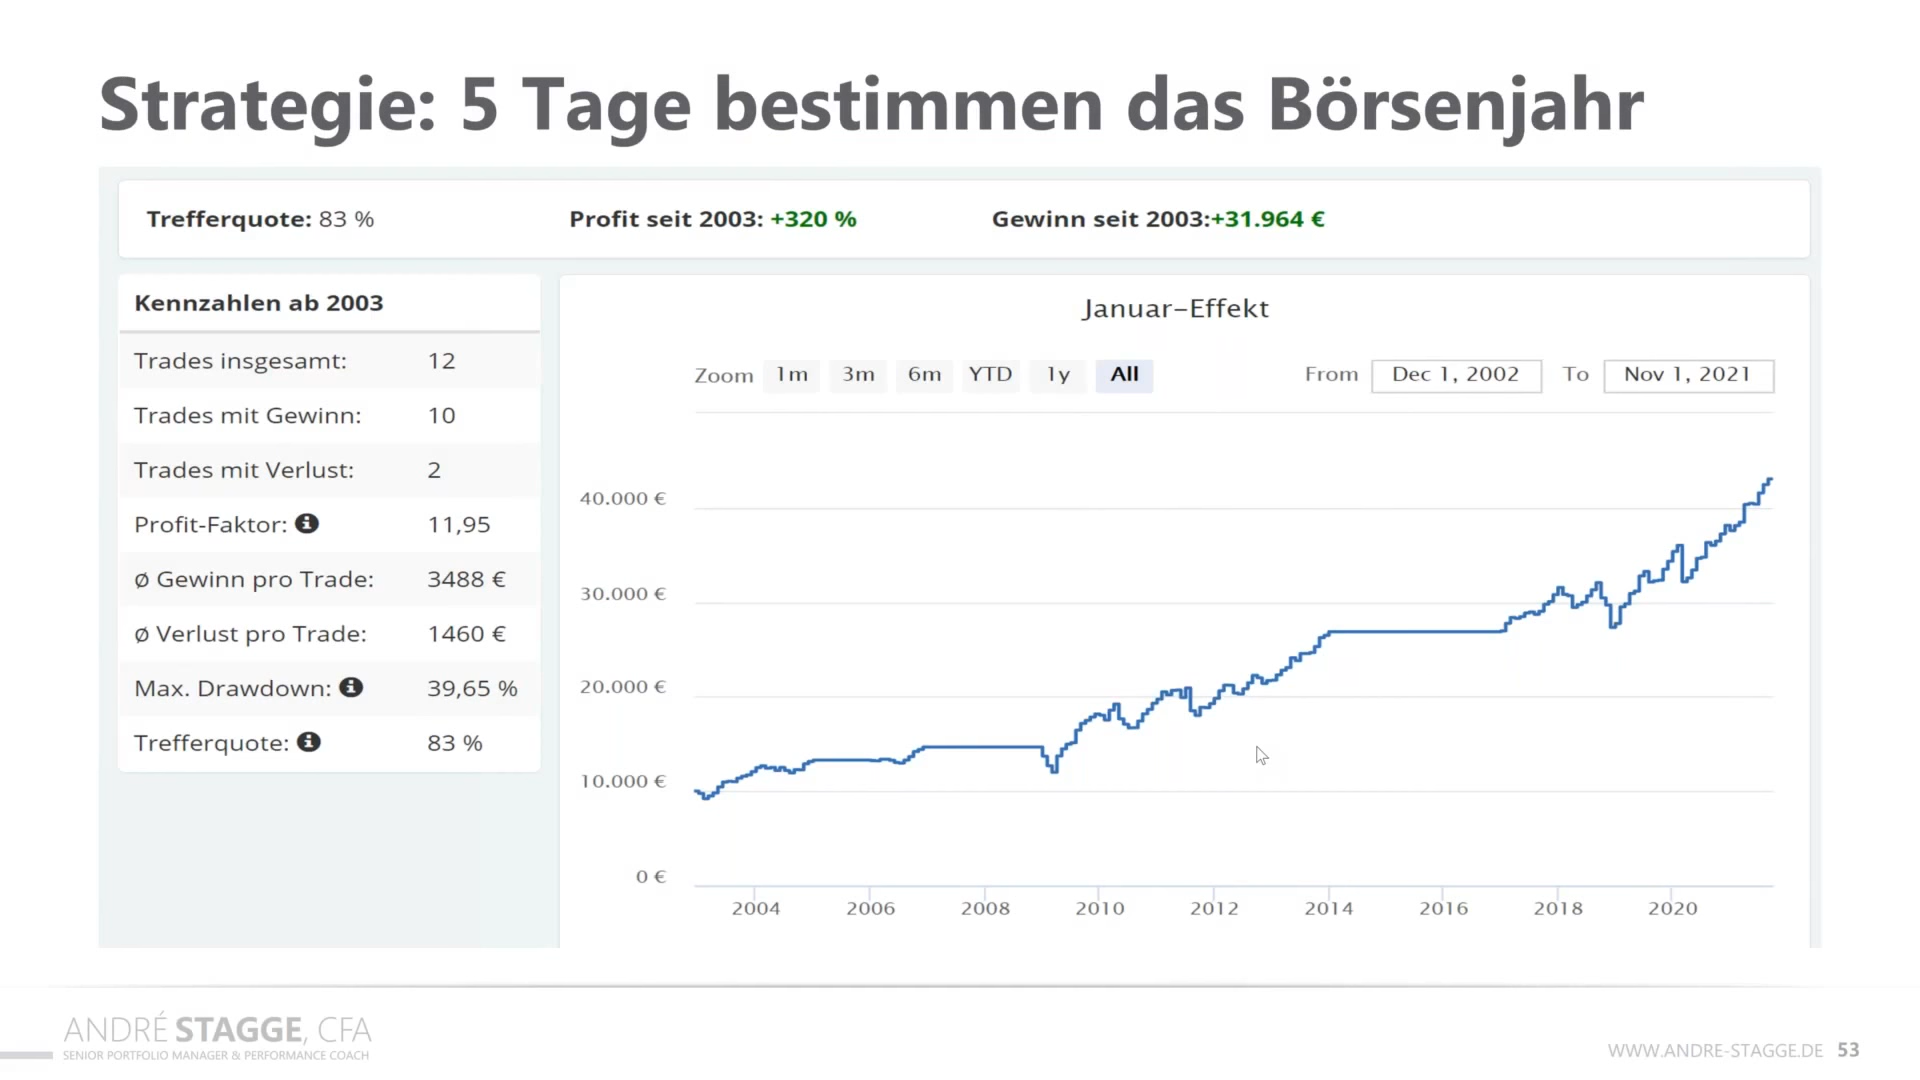 Strategie: 5 Tage bestimmen das Börsenjahr
Trefferquote: 83 %
Profit seit 2003: +320 %
Gewinn seit 2003:+31.964 €
Kennzahlen ab 2003
Trades insgesamt: 12
Trades mit Gewinn: 10
Trades mit Verlust: 2
Profit-Faktor: 11,95
ø Gewinn pro Trade: 3488 €
ø Verlust pro Trade: 1460 €
Max. Drawdown: 39,65 %
Trefferquote: 83 %
Januar–Effekt
Zoom 1m 3m 6m YTD 1y All
From Dec 1, 2002 To Nov 1, 2021
40.000 €
30.000 €
20.000 €
10.000 €
0 €
2004 2006 2008 2010 2012 2014 2016 2018 2020
ANDRÉ STAGGE, CFA
SENIOR PORTFOLIO MANAGER & PERFORMANCE COACH
WWW.ANDRE-STAGGE.DE 53